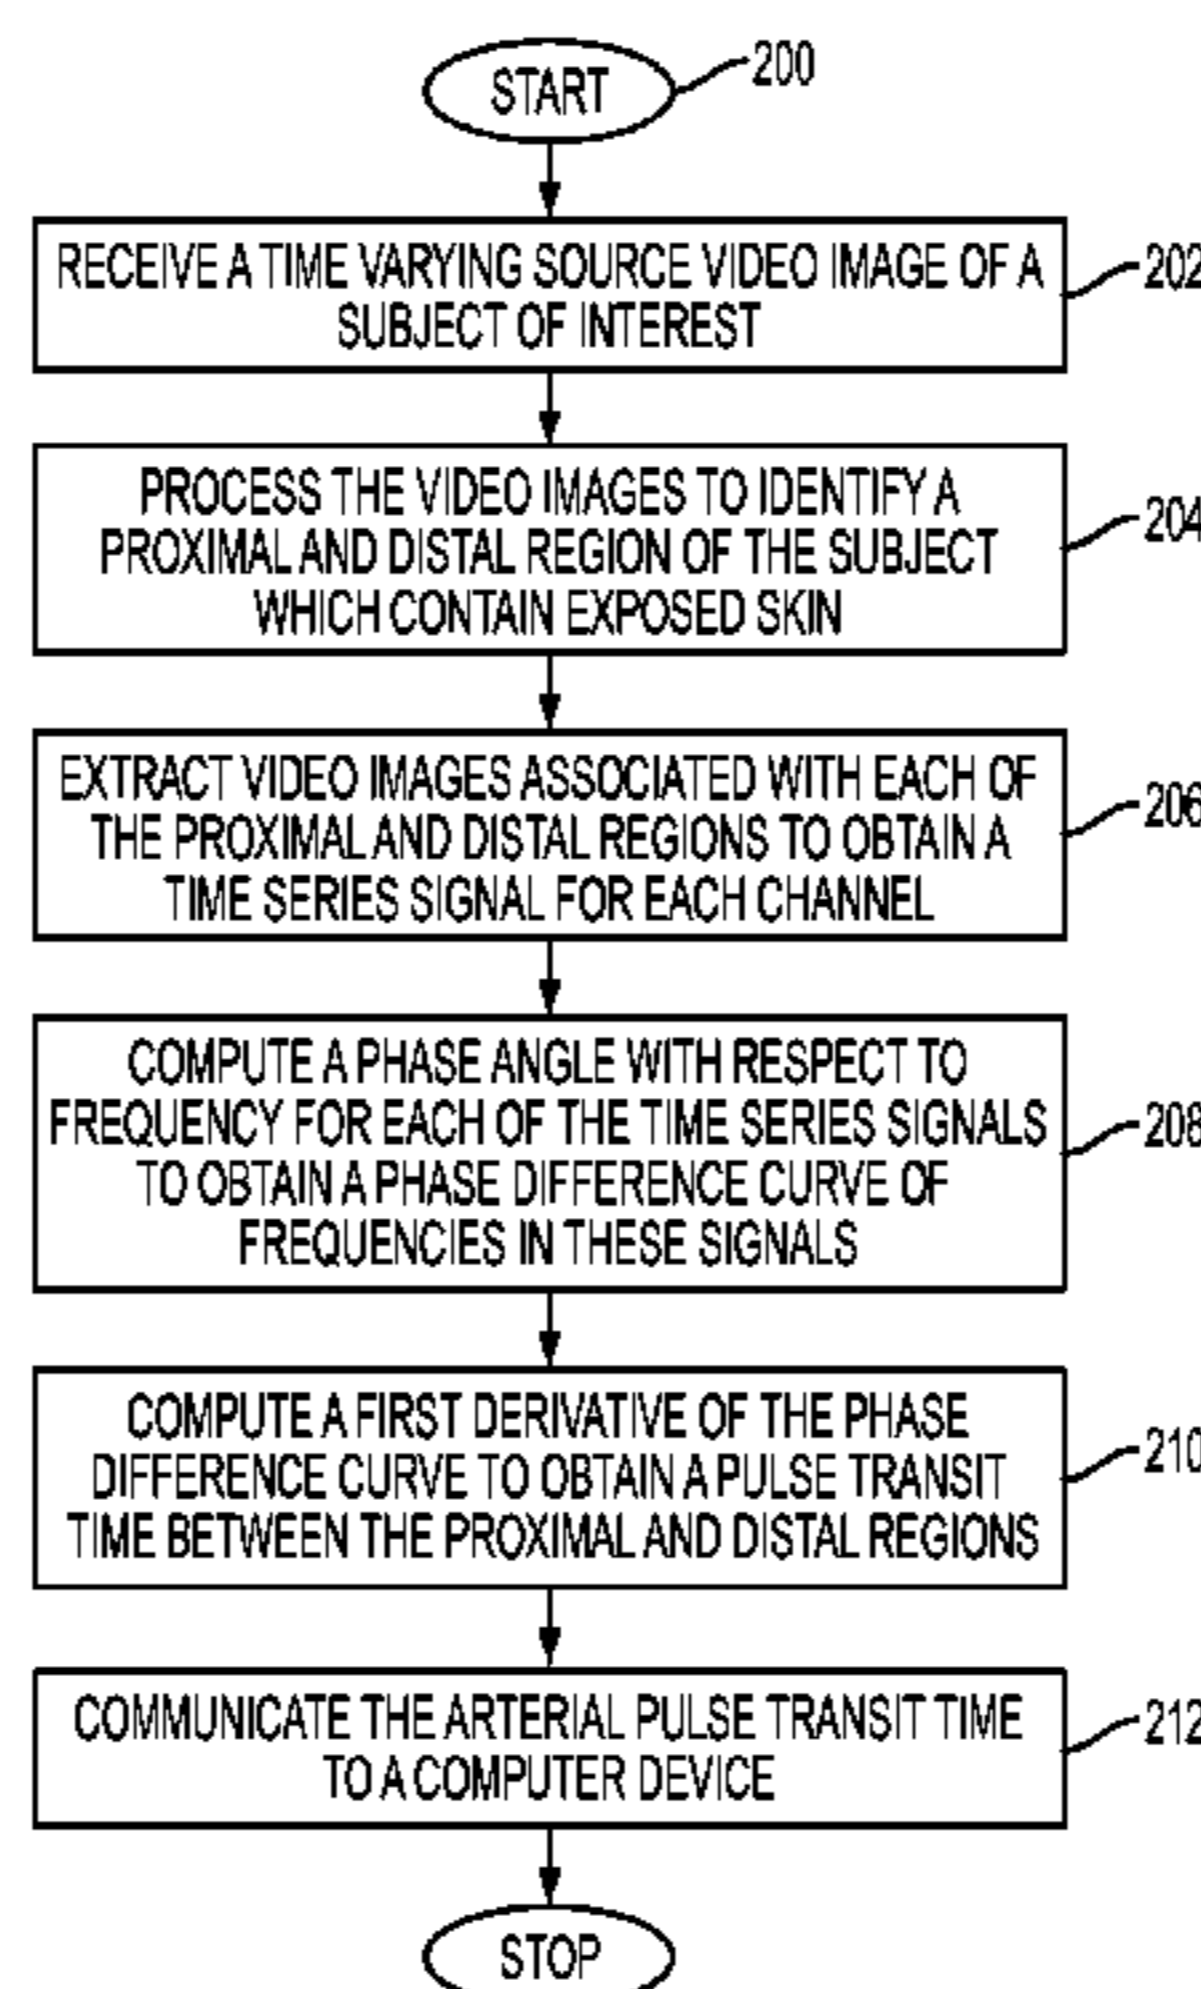 START
200
RECEIVE A TIME VARYING SOURCE VIDEO IMAGE OF A
SUBJECT OF INTEREST
202
PROCESS THE VIDEO IMAGES TO IDENTIFY A
PROXIMAL AND DISTAL REGION OF THE SUBJECT
WHICH CONTAIN EXPOSED SKIN
204
EXTRACT VIDEO IMAGES ASSOCIATED WITH EACH OF
THE PROXIMAL AND DISTAL REGIONS TO OBTAIN A
TIME SERIES SIGNAL FOR EACH CHANNEL
206
COMPUTE A PHASE ANGLE WITH RESPECT TO
FREQUENCY FOR EACH OF THE TIME SERIES SIGNALS
TO OBTAIN A PHASE DIFFERENCE CURVE OF
FREQUENCIES IN THESE SIGNALS
208
COMPUTE A FIRST DERIVATIVE OF THE PHASE
DIFFERENCE CURVE TO OBTAIN A PULSE TRANSIT
TIME BETWEEN THE PROXIMAL AND DISTAL REGIONS
210
COMMUNICATE THE ARTERIAL PULSE TRANSIT TIME
TO A COMPUTER DEVICE
212
STOP